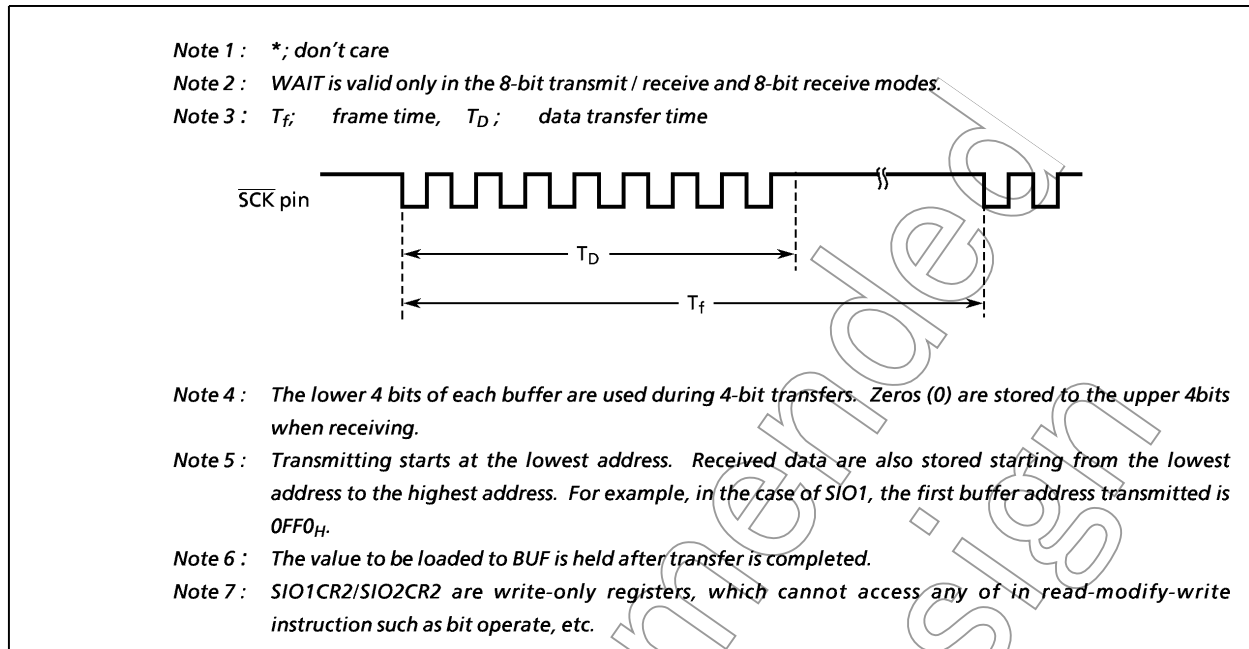 Note 1 : *; don't care
Note 2 : WAIT is valid only in the 8-bit transmit / receive and 8-bit receive modes.
Note 3 : Tf; frame time, TD ; data transfer time
SCK pin
TD
Tf
Note 4 : The lower 4 bits of each buffer are used during 4-bit transfers. Zeros (0) are stored to the upper 4bits
when receiving.
Note 5 : Transmitting starts at the lowest address. Received data are also stored starting from the lowest
address to the highest address. For example, in the case of SIO1, the first buffer address transmitted is
0FF0H.
Note 6 : The value to be loaded to BUF is held after transfer is completed.
Note 7 : SIO1CR2/SIO2CR2 are write-only registers, which cannot access any of in read-modify-write
instruction such as bit operate, etc.
mended
sign